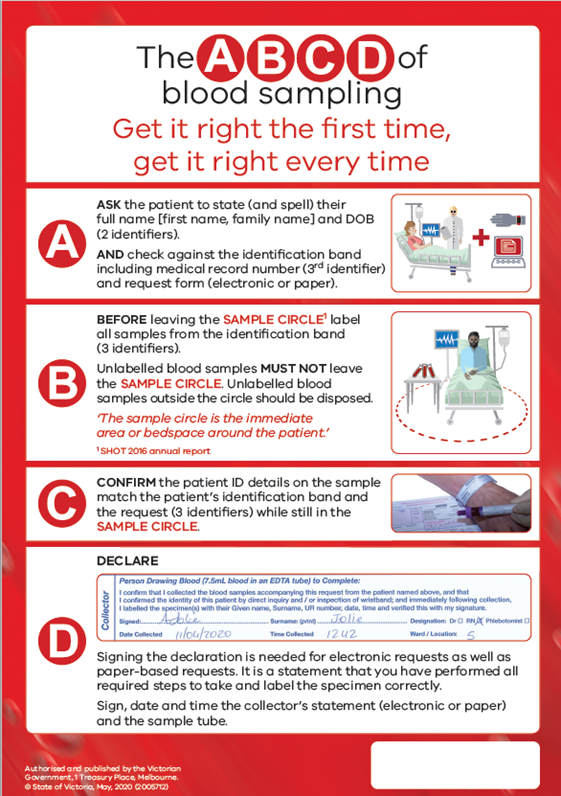 The ABCD of
blood sampling
Get it right the first time,
get it right every time
A
ASK the patient to state (and spell) their
full name [first name, family name] and DOB
(2 identifiers).
AND check against the identification band
including medical record number (3rd identifier)
and request form (electronic or paper).
B
BEFORE leaving the SAMPLE CIRCLE¹ label
all samples from the identification band
(3 identifiers).
Unlabelled blood samples MUST NOT leave
the SAMPLE CIRCLE. Unlabelled blood
samples outside the circle should be disposed.
‘The sample circle is the immediate
area or bedspace around the patient.’
¹ SHOT 2016 annual report
C
CONFIRM the patient ID details on the sample
match the patient’s identification band and
the request (3 identifiers) while still in the
SAMPLE CIRCLE.
D
DECLARE
Collector
Person Drawing Blood (7.5mL blood in an EDTA tube) to Complete:
I confirm that I collected the blood samples accompanying this request from the patient named above, and that
I confirmed the identity of this patient by direct inquiry and / or inspection of wristband; and immediately following collection,
I labelled the specimen(s) with their Given name, Surname, UR number, date, time and verified this with my signature.
Signed: AJolie Surname: (print) Jolie Designation: Dr RN X Phlebotomist
Date Collected 11/06/2020 Time Collected 1242 Ward / Location: 5
Signing the declaration is needed for electronic requests as well as
paper-based requests. It is a statement that you have performed all
required steps to take and label the specimen correctly.
Sign, date and time the collector’s statement (electronic or paper)
and the sample tube.
Authorised and published by the Victorian
Government, 1 Treasury Place, Melbourne.
© State of Victoria, May, 2020 (2005712)